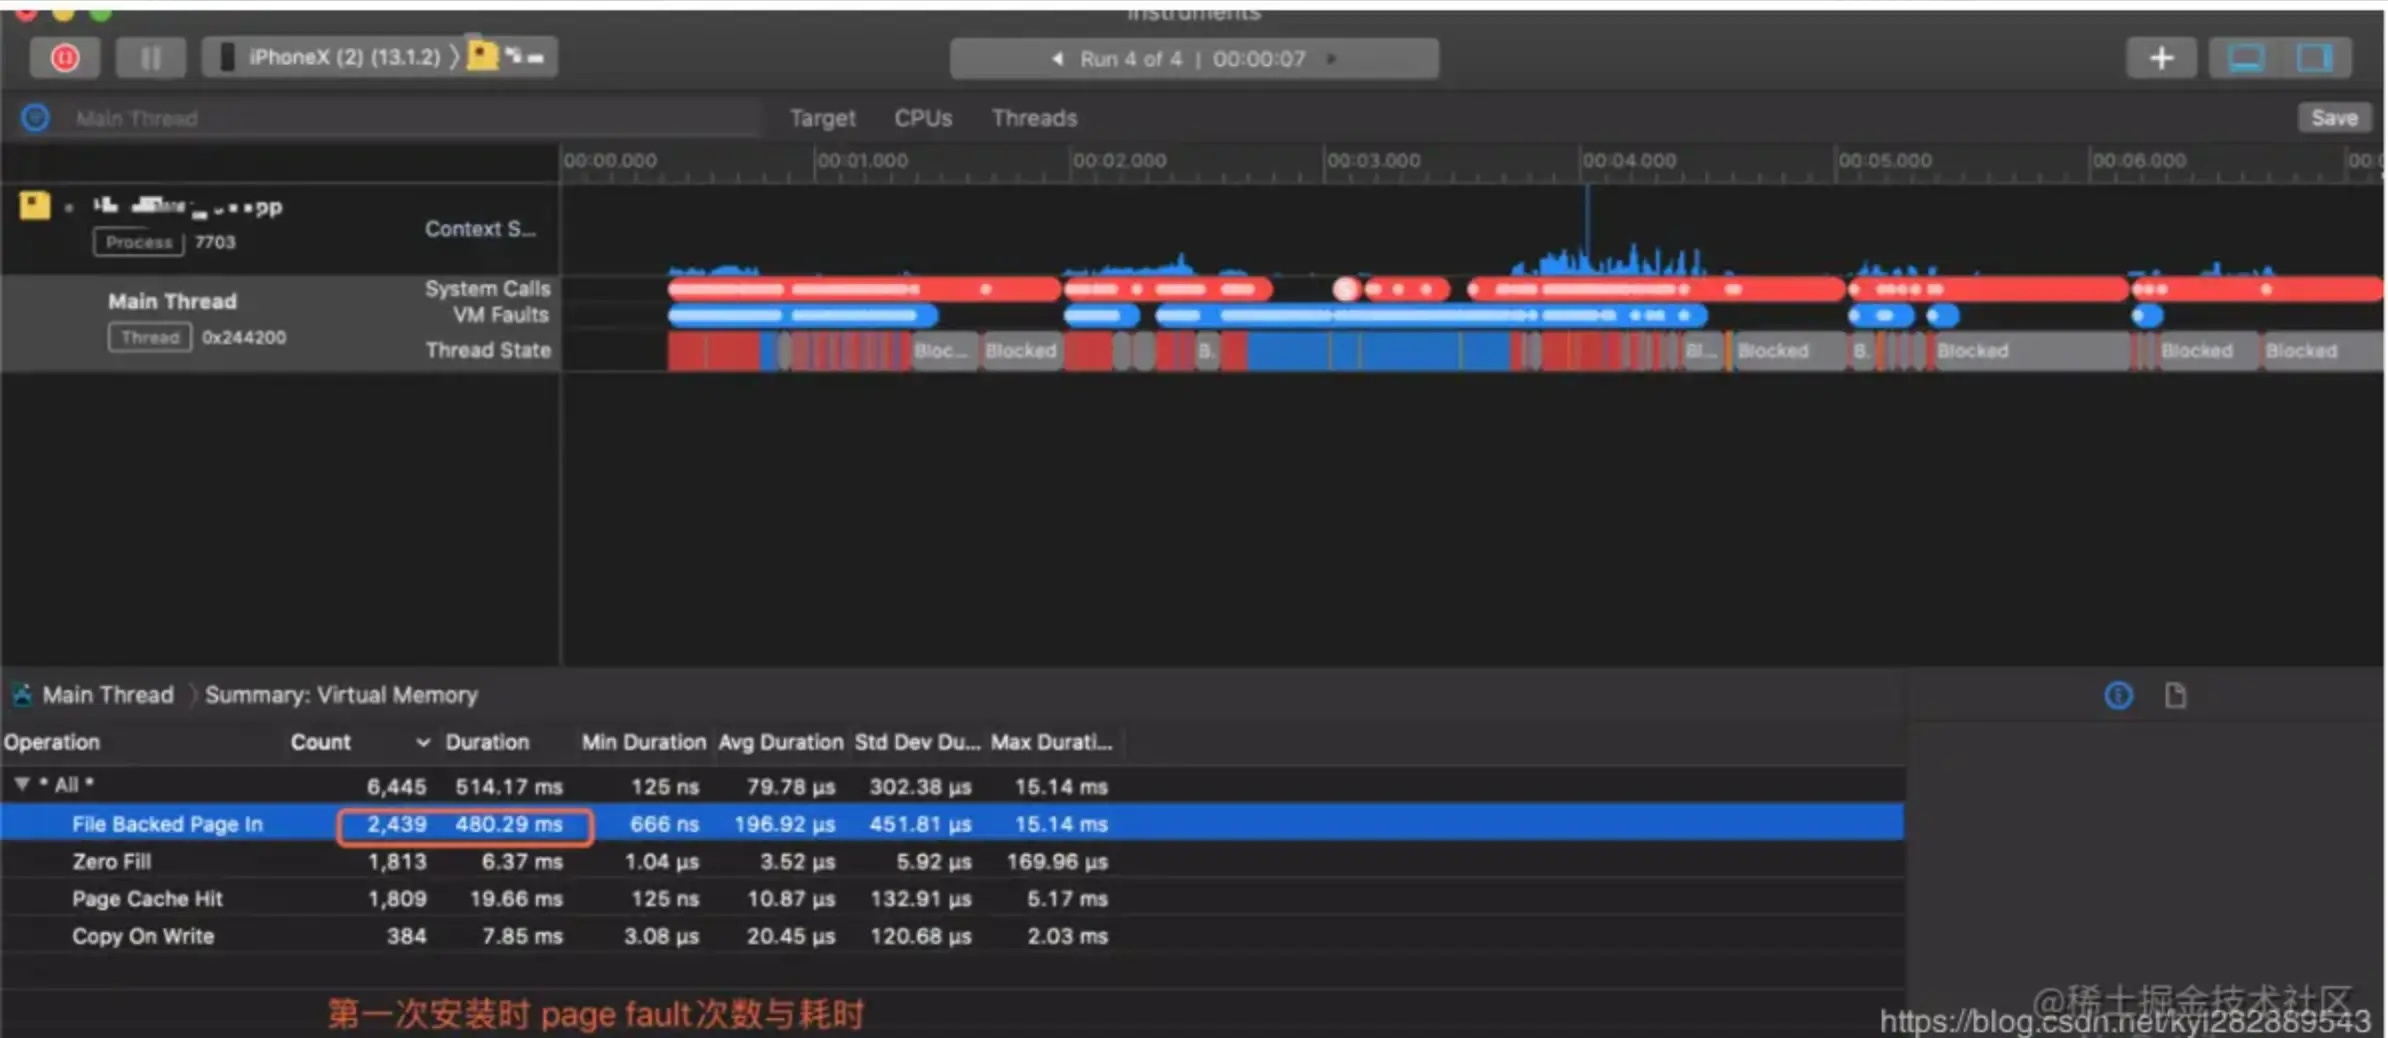 Instruments
iPhoneX (2) (13.1.2)
Run 4 of 4 | 00:00:07
Main Thread
Target CPUs Threads
Save
00:00.000 00:01.000 00:02.000 00:03.000 00:04.000 00:05.000 00:06.000
Process 7703
Context S...
Main Thread
Thread 0x244200
System Calls
VM Faults
Thread State
Bloc... Blocked B. Bl... Blocked B. Blocked Blocked Blocked
Main Thread Summary: Virtual Memory
Operation Count Duration Min Duration Avg Duration Std Dev Du... Max Durati...
* All * 6,445 514.17 ms 125 ns 79.78 µs 302.38 µs 15.14 ms
File Backed Page In 2,439 480.29 ms 666 ns 196.92 µs 451.81 µs 15.14 ms
Zero Fill 1,813 6.37 ms 1.04 µs 3.52 µs 5.92 µs 169.96 µs
Page Cache Hit 1,809 19.66 ms 125 ns 10.87 µs 132.91 µs 5.17 ms
Copy On Write 384 7.85 ms 3.08 µs 20.45 µs 120.68 µs 2.03 ms
第一次安装时 page fault次数与耗时
@稀土掘金技术社区
https://blog.csdn.net/kyl282889543